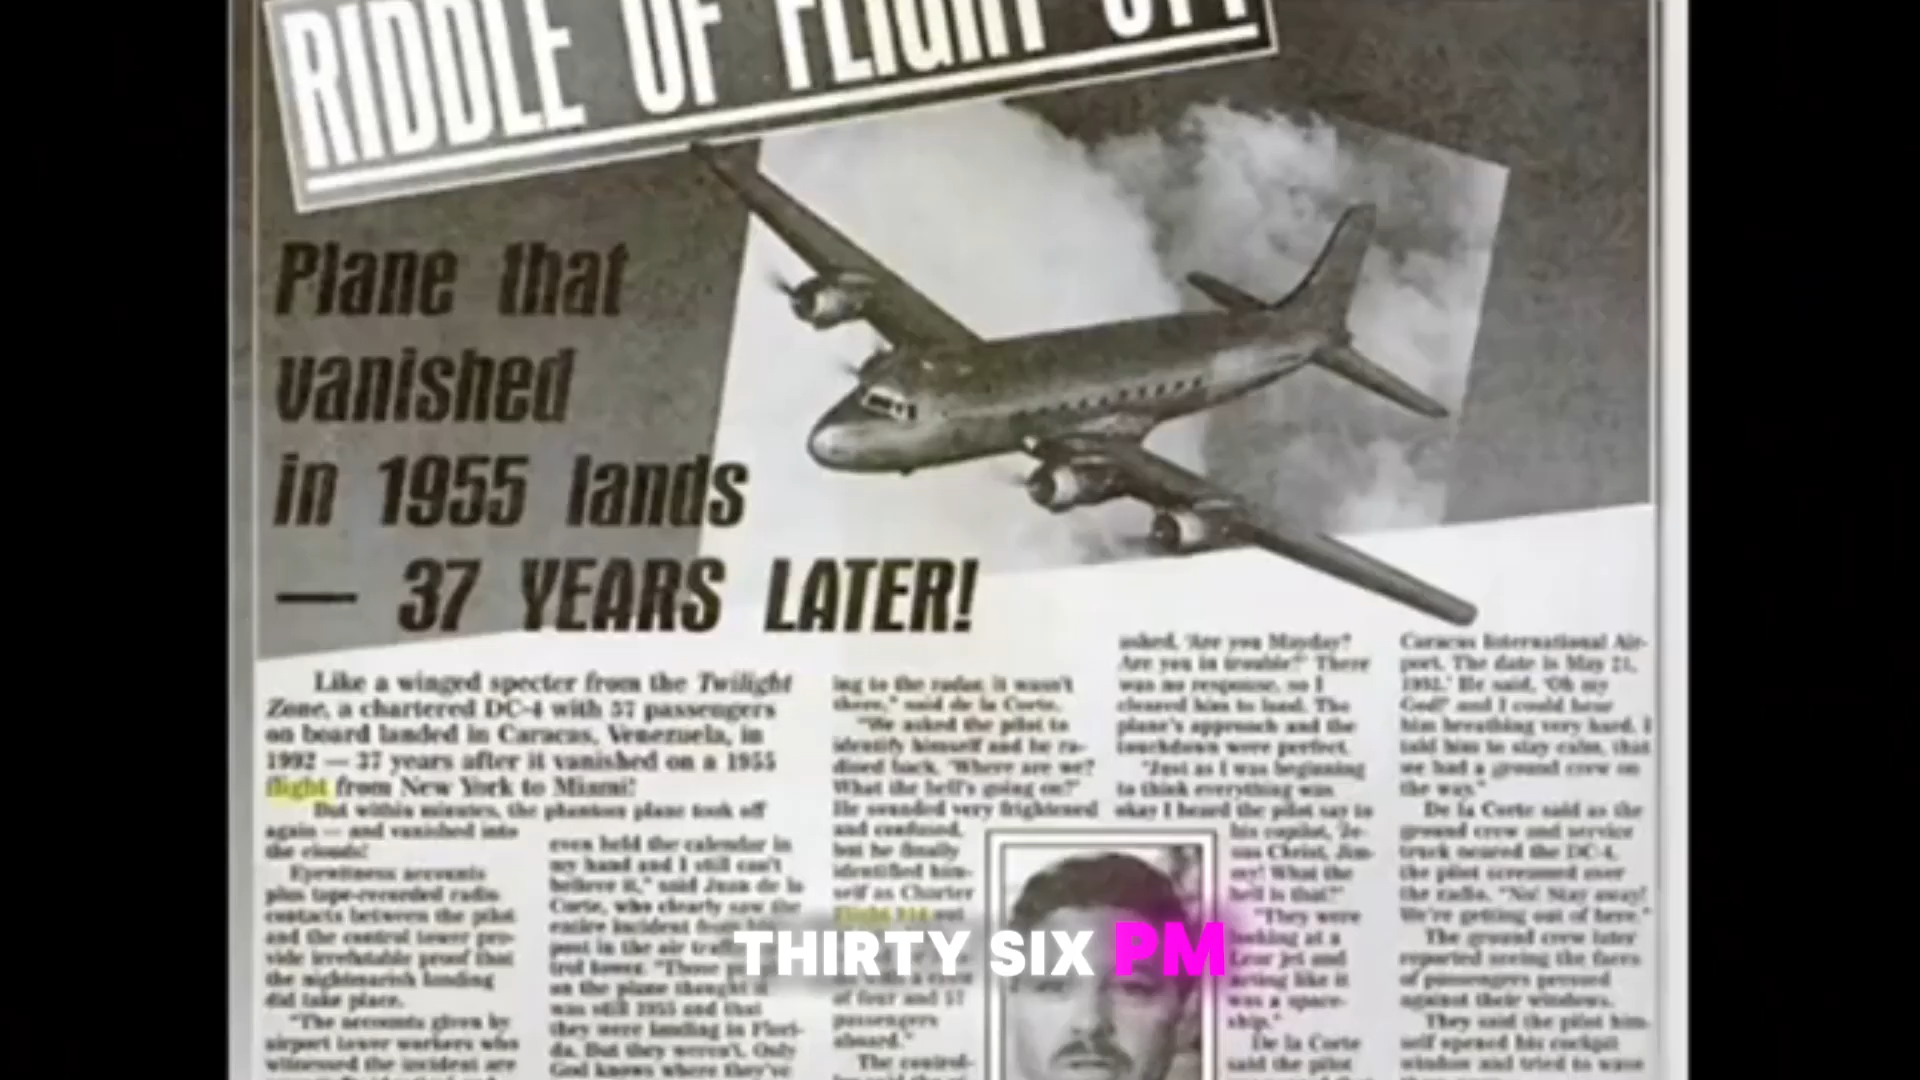 RIDDLE OF FLIGHT
Plane that
vanished
in 1955 lands
— 37 YEARS LATER!
Like a winged specter from the Twilight
Zone, a chartered DC-4 with 57 passengers
on board landed in Caracas, Venezuela, in
1992 — 37 years after it vanished on a 1955
flight from New York to Miami!
But within minutes, the phantom plane took off
again — and vanished into
the clouds!
Eyewitness accounts
plus tape-recorded radio
contacts between the pilot
and the control tower pro-
vide irrefutable proof that
the nightmarish landing
did take place.
"The accounts given by
airport tower workers who
witnessed the incident are
even held the calendar in
my hand and I still can't
believe it," said Juan de la
Corte, who clearly saw the
entire incident from
post in the air
trol tower. "Those
on the plane thought it
was still 1955 and that
they were landing in Flori-
da. But they weren't. Only
God knows where they've
ing to the radar, it wasn't
there," said de la Corte.
"We asked the pilot to
identify himself and he ra-
dioed back, 'Where are we?
What the hell's going on?'
He sounded very frightened
and confused,
but he finally
identified him-
self as Charter
of four and 57
passengers
aboard."
The control-
asked, 'Are you Mayday?
Are you in trouble?' There
was no response, so I
cleared him to land. The
plane's approach and the
touchdown were perfect.
"Just as I was beginning
to think everything was
okay I heard the pilot say to
his copilot, 'Je-
sus Christ, Jim-
my! What the
hell is that?'
"They were
looking at a
Lear jet and
acting like it
was a space-
ship."
De la Corte
said the pilot
Caracas International Air-
port. The date is May 21,
1992.' He said, 'Oh my
God!' and I could hear
him breathing very hard. I
told him to stay calm, that
we had a ground crew on
the way."
De la Corte said as the
ground crew and service
truck neared the DC-4,
the pilot screamed over
the radio, "No! Stay away!
We're getting out of here."
The ground crew later
reported seeing the faces
of passengers pressed
against their windows.
They said the pilot him-
self opened his cockpit
window and tried to wave
THIRTY SIX PM